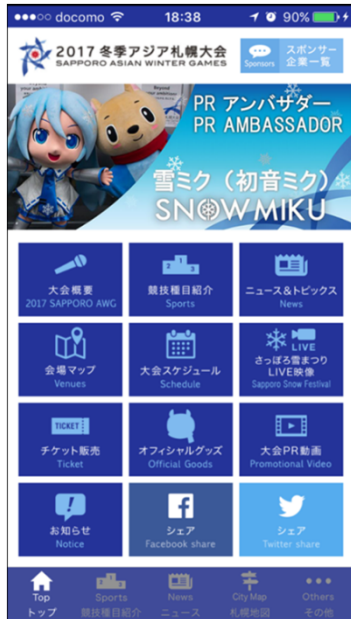 docomo 18:38 90%
2017 冬季アジア札幌大会
SAPPORO ASIAN WINTER GAMES
Sponsors
スポンサー
企業一覧
PR アンバサダー
PR AMBASSADOR
雪ミク（初音ミク）
SNOW MIKU
大会概要
2017 SAPPORO AWG
競技種目紹介
Sports
ニュース&トピックス
News
会場マップ
Venues
大会スケジュール
Schedule
LIVE
さっぽろ雪まつり
LIVE映像
Sapporo Snow Festival
TICKET
チケット販売
Ticket
オフィシャルグッズ
Official Goods
大会PR動画
Promotional Video
お知らせ
Notice
シェア
Facebook share
シェア
Twitter share
Top
トップ
Sports
競技種目紹介
News
ニュース
City Map
札幌地図
Others
その他